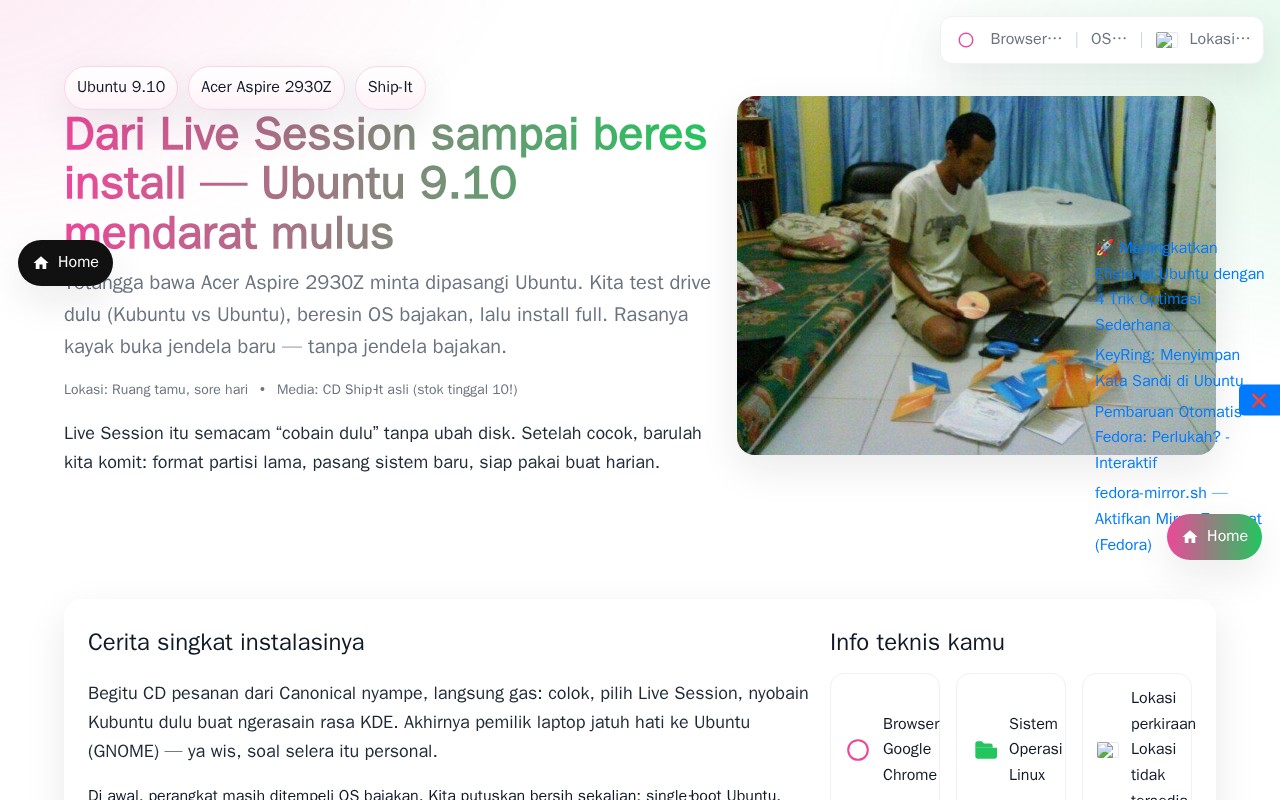 Browser…
OS…
Lokasi…
Ubuntu 9.10
Acer Aspire 2930Z
Ship-It
Dari Live Session sampai beres
install — Ubuntu 9.10
mendarat mulus
Home
bawa Acer Aspire 2930Z minta dipasangi Ubuntu. Kita test drive
dulu (Kubuntu vs Ubuntu), beresin OS bajakan, lalu install full. Rasanya
kayak buka jendela baru — tanpa jendela bajakan.
Lokasi: Ruang tamu, sore hari • Media: CD Ship-It asli (stok tinggal 10!)
Live Session itu semacam “cobain dulu” tanpa ubah disk. Setelah cocok, barulah
kita komit: format partisi lama, pasang sistem baru, siap pakai buat harian.
🚀 Meningkatkan
Efisiensi Ubuntu dengan
4 Trik Optimasi
Sederhana
KeyRing: Menyimpan
Kata Sandi di Ubuntu
Pembaruan Otomatis
Fedora: Perlukah? -
Interaktif
fedora-mirror.sh —
Aktifkan
(Fedora)
Home
Cerita singkat instalasinya
Begitu CD pesanan dari Canonical nyampe, langsung gas: colok, pilih Live Session, nyobain
Kubuntu dulu buat ngerasain rasa KDE. Akhirnya pemilik laptop jatuh hati ke Ubuntu
(GNOME) — ya wis, soal selera itu personal.
Di awal, perangkat masih ditempeli OS bajakan. Kita putuskan bersih sekalian: single-boot Ubuntu.
Info teknis kamu
Browser
Google
Chrome
Sistem
Operasi
Linux
Lokasi
perkiraan
Lokasi
tidak
tersedia